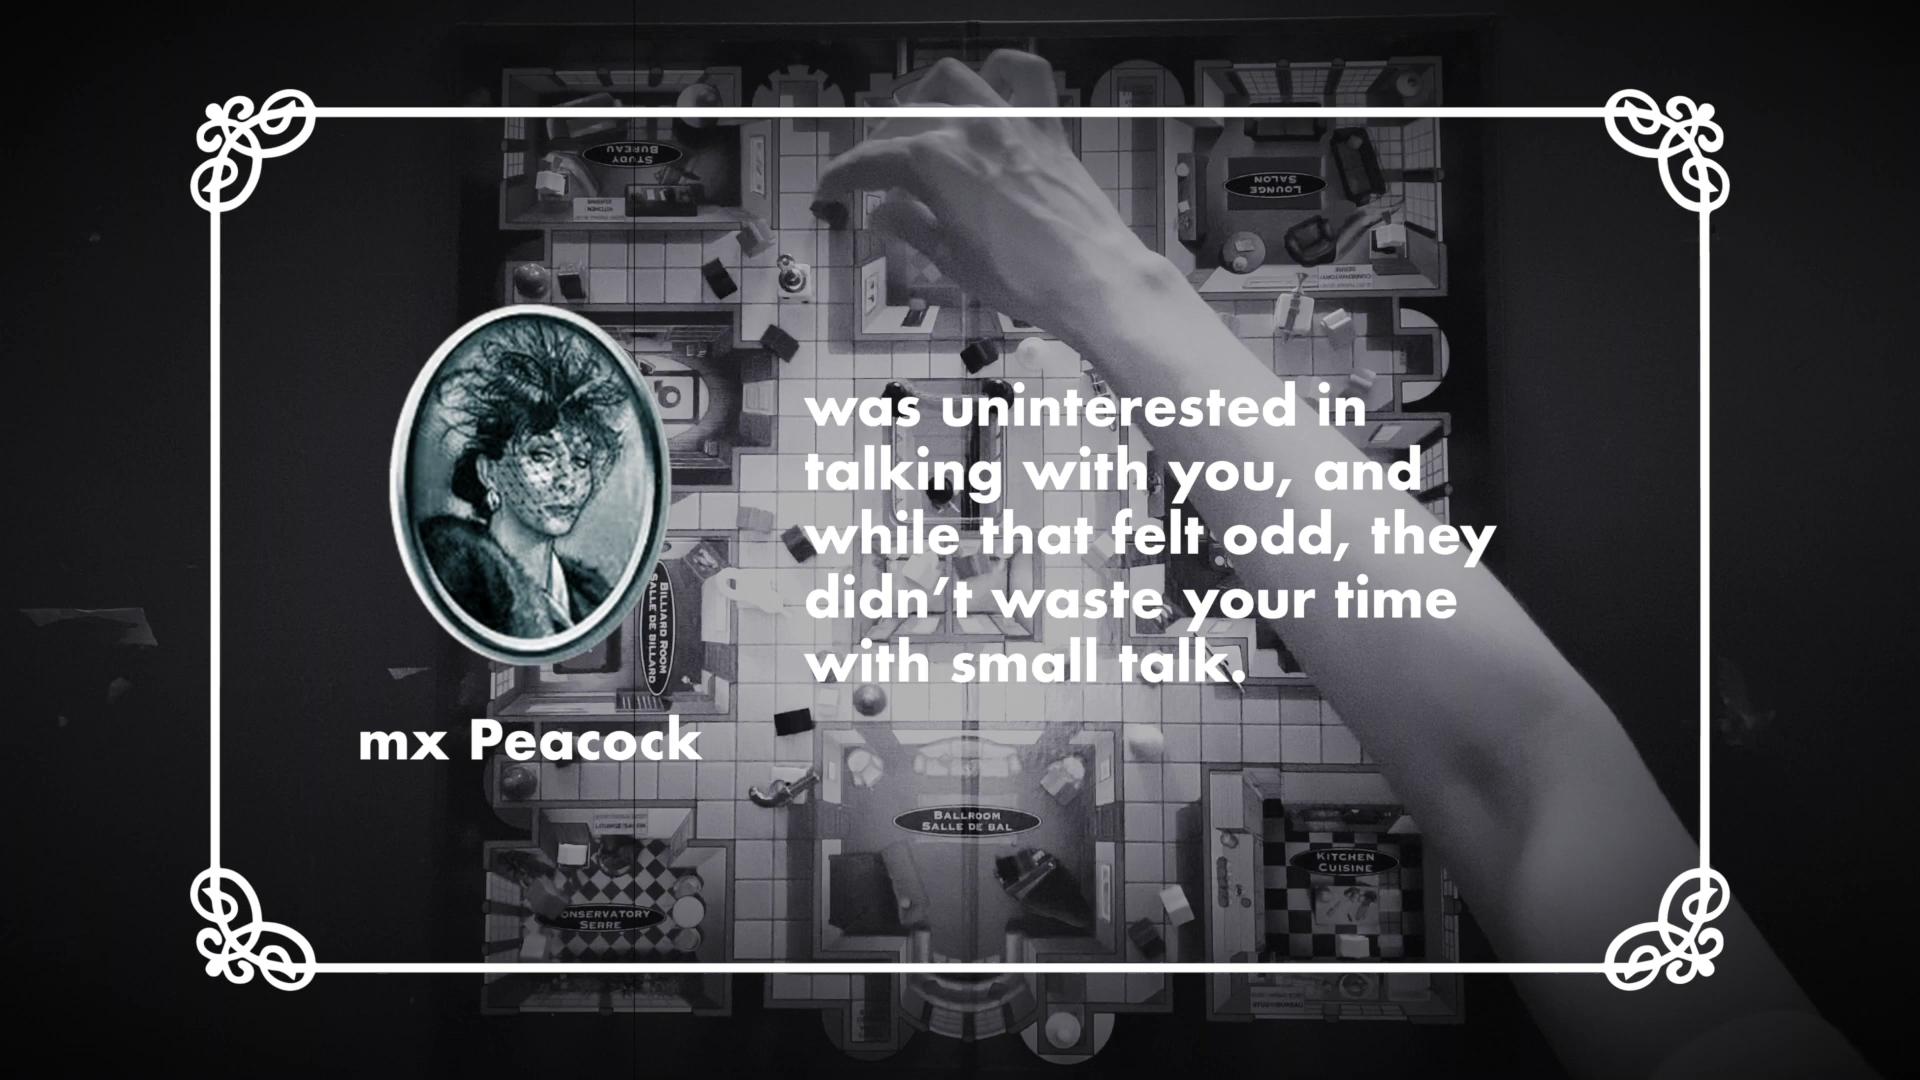 STUDY
BUREAU
LOUNGE
SALON
was uninterested in
talking with you, and
while that felt odd, they
didn't waste your time
with small talk.
BILLIARD ROOM
SALLE DE BILLARD
mx Peacock
BALLROOM
SALLE DE BAL
KITCHEN
CUISINE
ONSERVATORY
SERRE